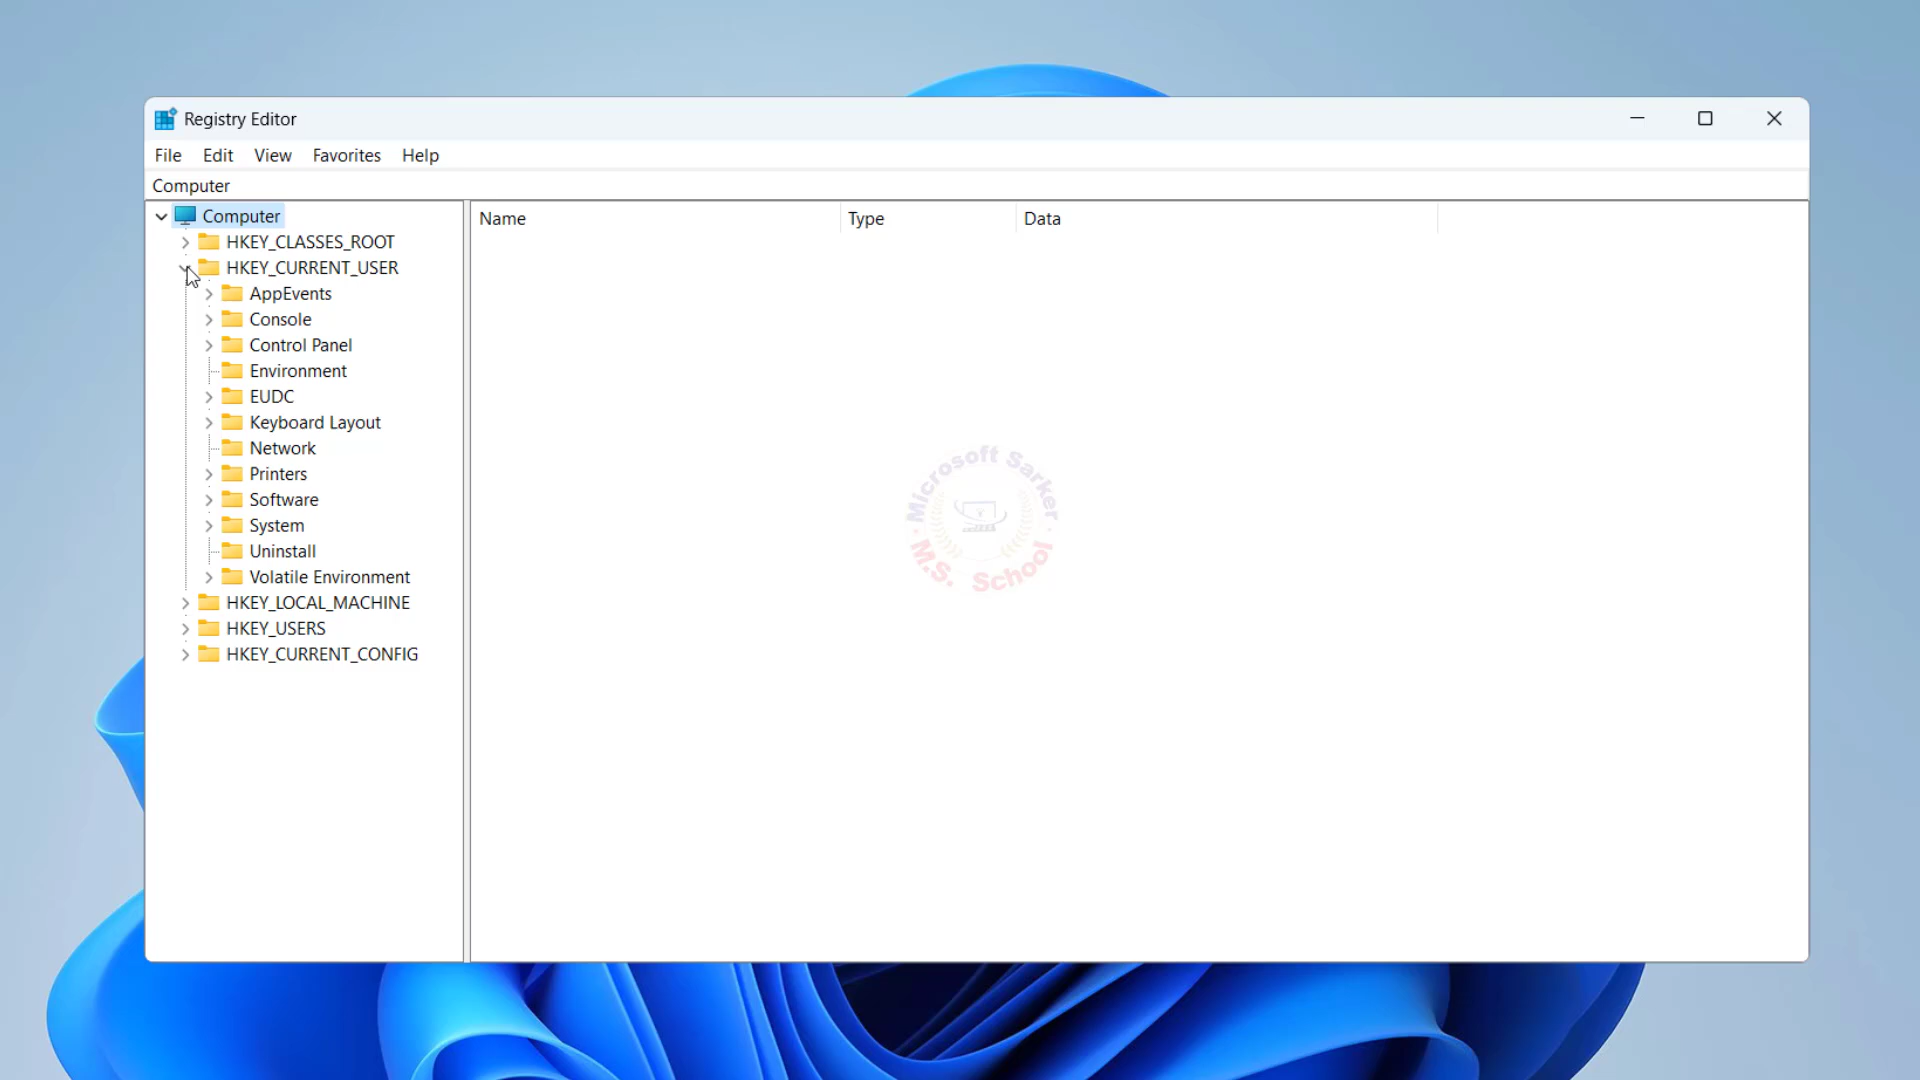 Registry Editor
File Edit View Favorites Help
Computer
Computer
HKEY_CLASSES_ROOT
HKEY_CURRENT_USER
AppEvents
Console
Control Panel
Environment
EUDC
Keyboard Layout
Network
Printers
Software
System
Uninstall
Volatile Environment
HKEY_LOCAL_MACHINE
HKEY_USERS
HKEY_CURRENT_CONFIG
Name Type Data
Microsoft Sarker
M.S. School